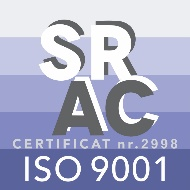 SR
AC
CERTIFICAT nr.2998
ISO 9001